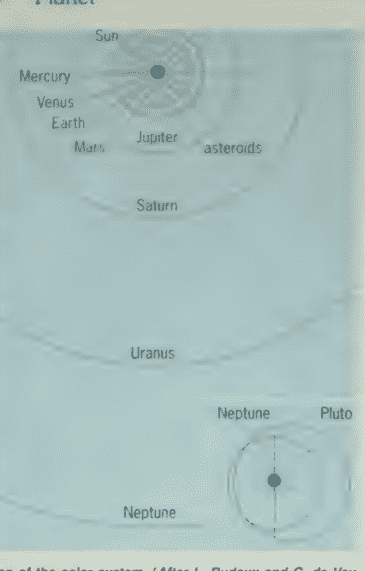 Planet
Sun
Mercury
Venus
Earth
Mars
Jupiter
asteroids
Saturn
Uranus
Neptune
Pluto
Neptune
of the solar system. (After L. Rudaux and G. de Vau